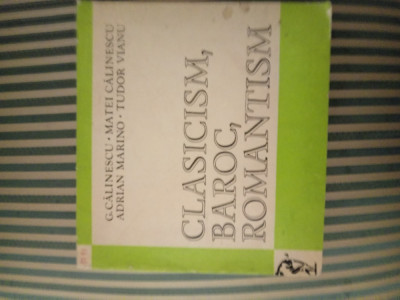 G. CĂLINESCU • MATEI CĂLINESCU
ADRIAN MARINO • TUDOR VIANU
CLASICISM,
BAROC,
ROMANTISM